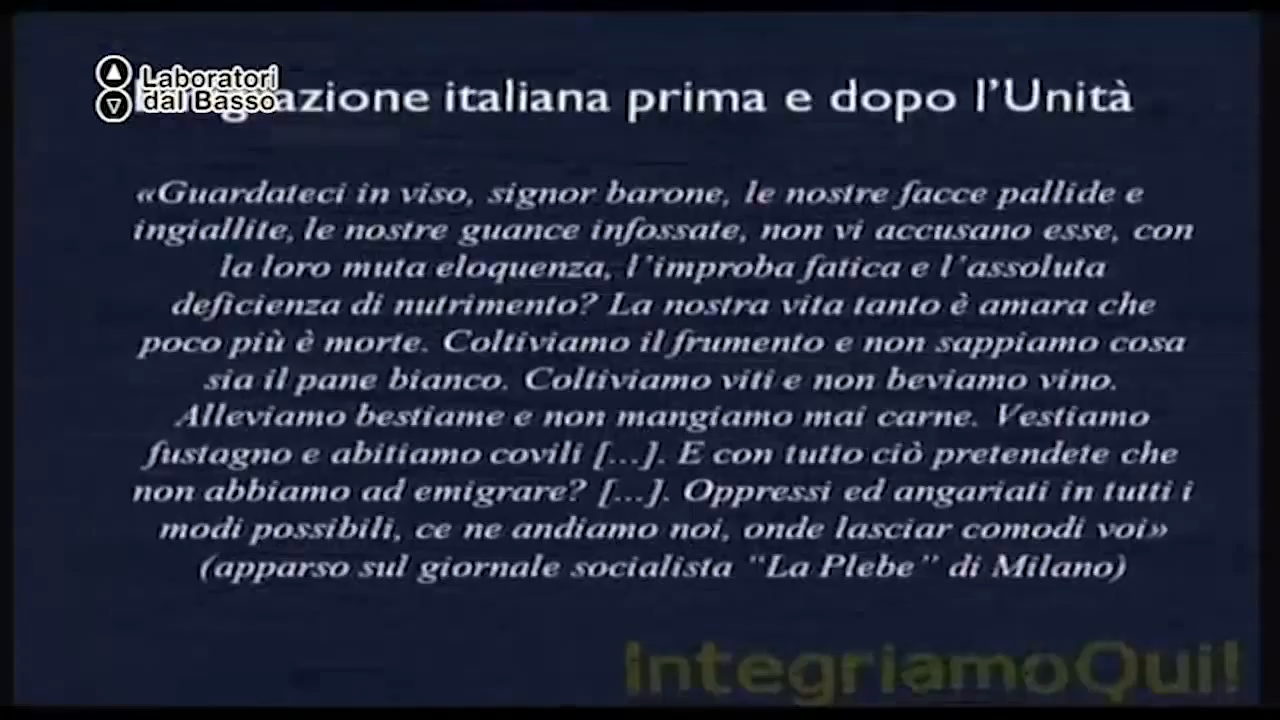 Laboratori
dal Basso
azione italiana prima e dopo l'Unità
«Guardateci in viso, signor barone, le nostre facce pallide e
ingiallite, le nostre guance infossate, non vi accusano esse, con
la loro muta eloquenza, l'improba fatica e l'assoluta
deficienza di nutrimento? La nostra vita tanto è amara che
poco più è morte. Coltiviamo il frumento e non sappiamo cosa
sia il pane bianco. Coltiviamo viti e non beviamo vino.
Alleviamo bestiame e non mangiamo mai carne. Vestiamo
fustagno e abitiamo covili [...]. E con tutto ciò pretendete che
non abbiamo ad emigrare? [...]. Oppressi ed angariati in tutti i
modi possibili, ce ne andiamo noi, onde lasciar comodi voi»
(apparso sul giornale socialista "La Plebe" di Milano)
IntegriamoQui!